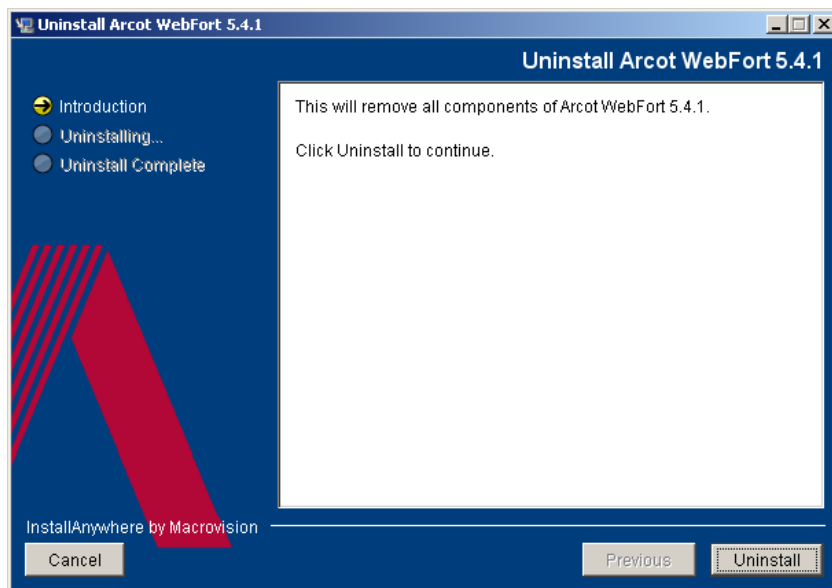 Uninstall Arcot WebFort 5.4.1
Uninstall Arcot WebFort 5.4.1
Introduction
Uninstalling...
Uninstall Complete
This will remove all components of Arcot WebFort 5.4.1.
Click Uninstall to continue.
InstallAnywhere by Macrovision
Cancel
Previous
Uninstall